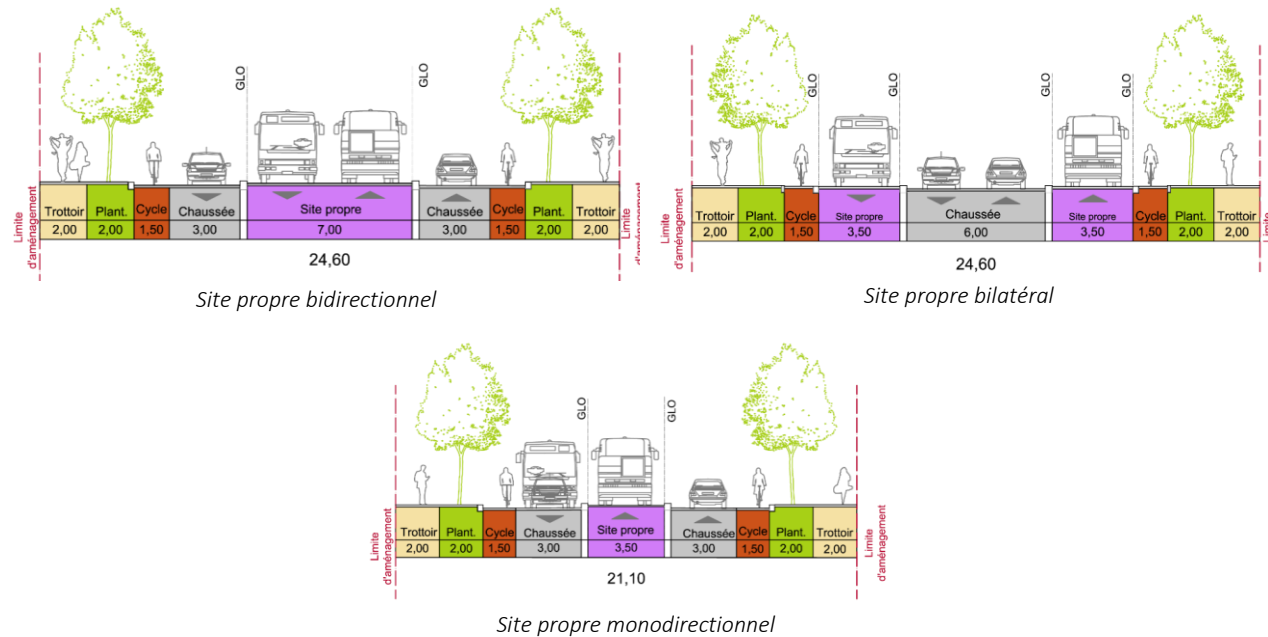 GLO
GLO
Limite
d'aménagement
Trottoir
2,00
Plant.
2,00
Cycle
1,50
Chaussée
3,00
Site propre
7,00
Chaussée
3,00
Cycle
1,50
Plant.
2,00
Trottoir
2,00
Limite
d'aménagement
24,60
Site propre bidirectionnel
GLO
GLO
GLO
GLO
Limite
d'aménagement
Trottoir
2,00
Plant.
2,00
Cycle
1,50
Site propre
3,50
Chaussée
6,00
Site propre
3,50
Cycle
1,50
Plant.
2,00
Trottoir
2,00
Limite
24,60
Site propre bilatéral
GLO
GLO
Limite
d'aménagement
Trottoir
2,00
Plant.
2,00
Cycle
1,50
Chaussée
3,00
Site propre
3,50
Chaussée
3,00
Cycle
1,50
Plant.
2,00
Trottoir
2,00
Limite
d'aménagement
21,10
Site propre monodirectionnel